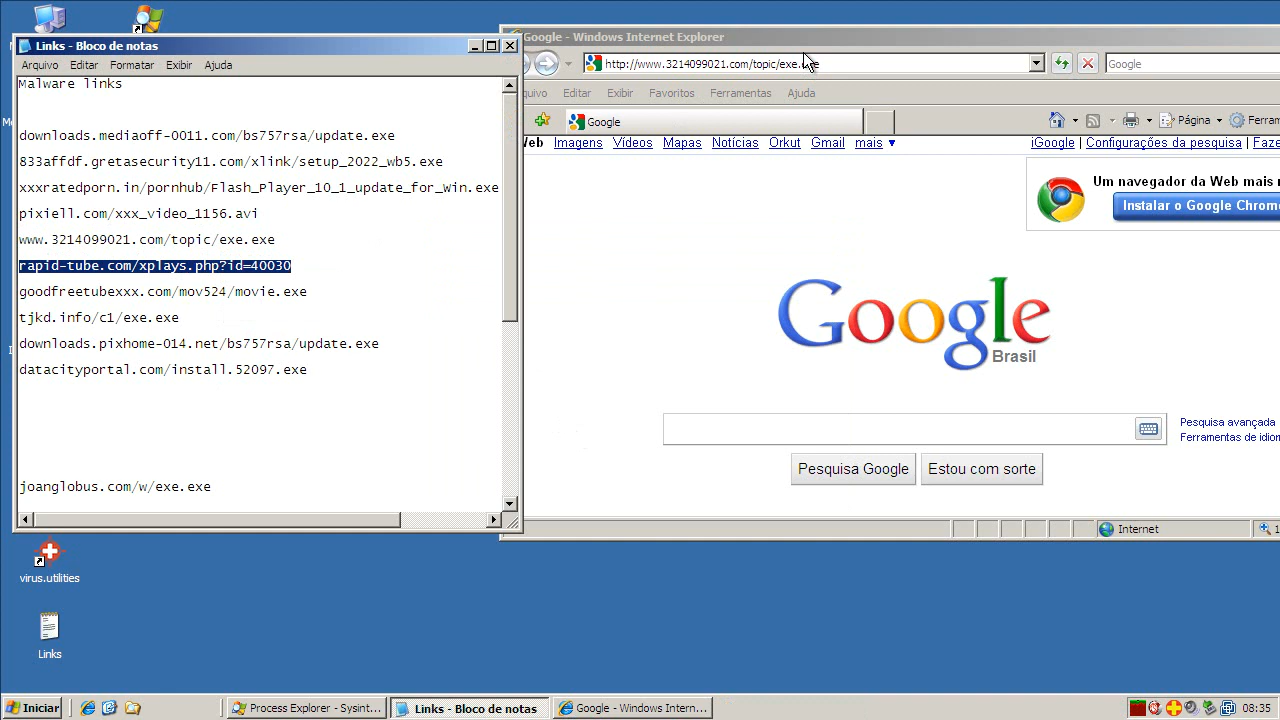 Links - Bloco de notas
Arquivo Editar Formatar Exibir Ajuda
Malware links
downloads.mediaoff-0011.com/bs757rsa/update.exe
833affdf.gretasecurity11.com/xlink/setup_2022_wb5.exe
xxxratedporn.in/pornhub/Flash_Player_10_1_update_for_win.exe
pixiell.com/xxx_video_1156.avi
www.3214099021.com/topic/exe.exe
rapid-tube.com/xplays.php?id=40030
goodfreetubexxx.com/mov524/movie.exe
tjkd.info/c1/exe.exe
downloads.pixhome-014.net/bs757rsa/update.exe
datacityportal.com/install.52097.exe
joanglobus.com/w/exe.exe
Google - Windows Internet Explorer
http://www.3214099021.com/topic/exe.exe
Google
quivo Editar Exibir Favoritos Ferramentas Ajuda
Google
Página Ferram
Web Imagens Vídeos Mapas Notícias Orkut Gmail mais ▼
iGoogle | Configurações da pesquisa | Faze
Um navegador da Web mais r
Instalar o Google Chrome
Google
Brasil
Pesquisa avançada
Ferramentas de idion
Pesquisa Google Estou com sorte
Internet
virus.utilities
Links
Iniciar
Process Explorer - Sysint...
Links - Bloco de notas
Google - Windows Intern...
08:35